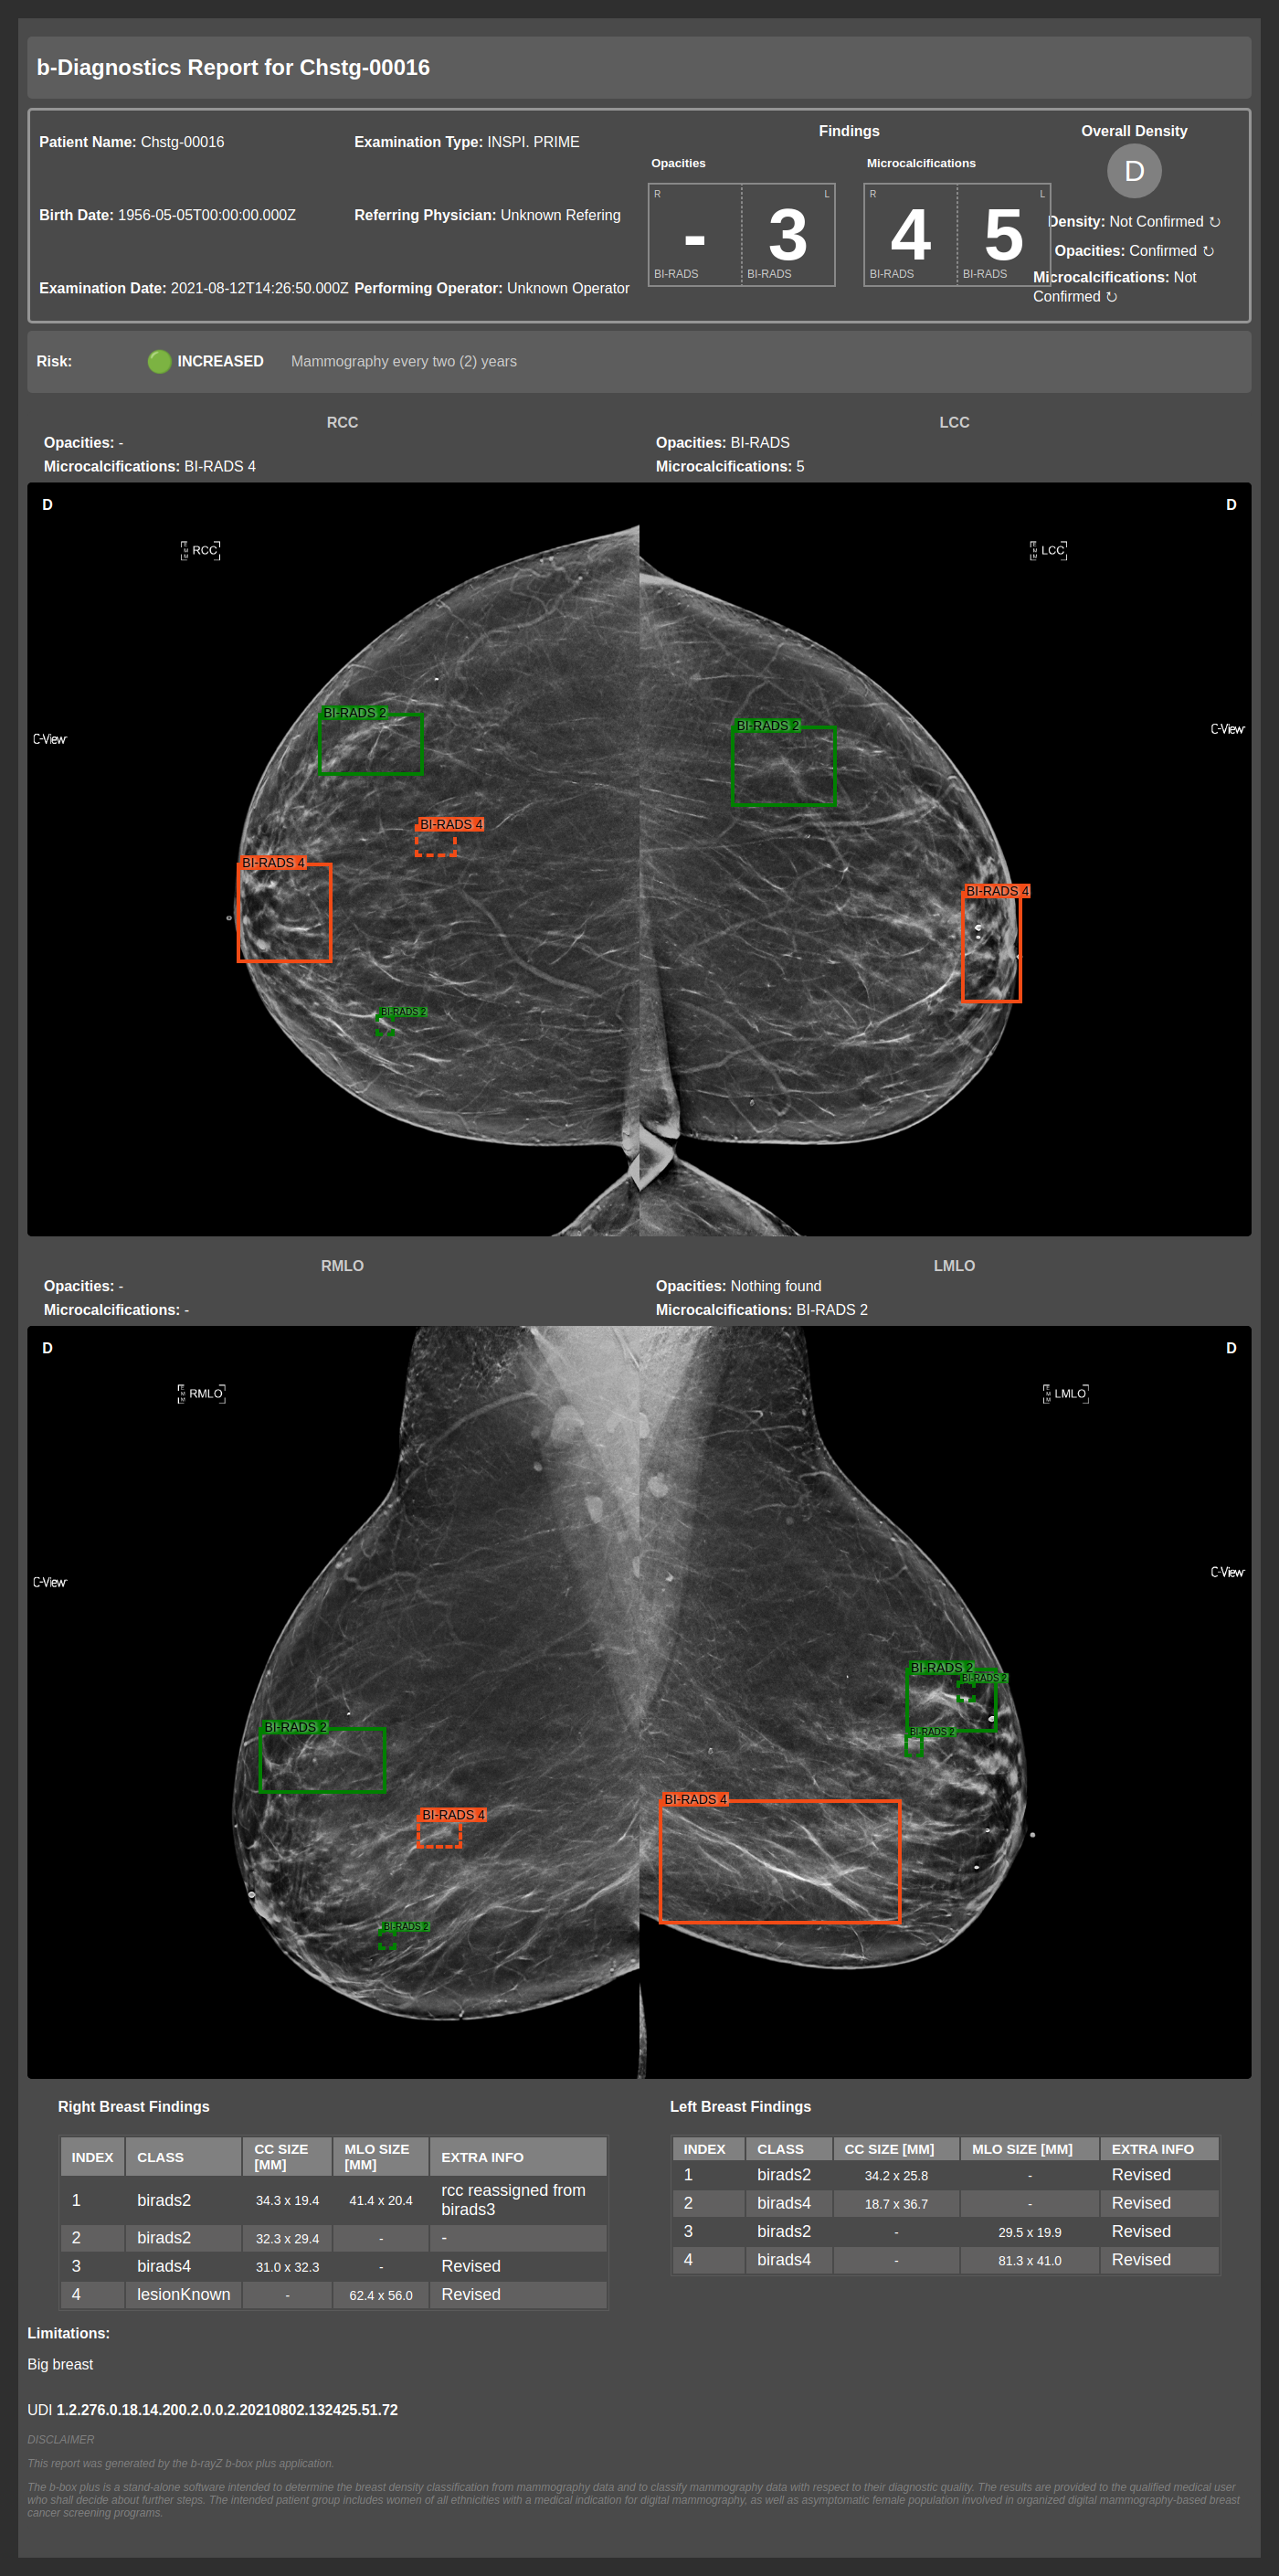 b-Diagnostics Report for Chstg-00016
Patient Name: Chstg-00016
Examination Type: INSPI. PRIME
Birth Date: 1956-05-05T00:00:00.000Z
Referring Physician: Unknown Refering
Examination Date: 2021-08-12T14:26:50.000Z
Performing Operator: Unknown Operator
Findings
Opacities
R
-
BI-RADS
L
3
BI-RADS
Microcalcifications
R
4
BI-RADS
L
5
BI-RADS
Overall Density
D
Density: Not Confirmed ↻
Opacities: Confirmed ↻
Microcalcifications: Not
Confirmed ↻
Risk: INCREASED Mammography every two (2) years
RCC
Opacities: -
Microcalcifications: BI-RADS 4
LCC
Opacities: BI-RADS
Microcalcifications: 5
D
D
RCC
LCC
BI-RADS 2
BI-RADS 2
C-View
C-View
BI-RADS 4
BI-RADS 4
BI-RADS 4
BI-RADS 2
RMLO
Opacities: -
Microcalcifications: -
LMLO
Opacities: Nothing found
Microcalcifications: BI-RADS 2
D
D
RMLO
LMLO
C-View
C-View
BI-RADS 2
BI-RADS 2
BI-RADS 2
BI-RADS 2
BI-RADS 4
BI-RADS 4
BI-RADS 2
Right Breast Findings
INDEX CLASS CC SIZE [MM] MLO SIZE [MM] EXTRA INFO
1 birads2 34.3 x 19.4 41.4 x 20.4 rcc reassigned from birads3
2 birads2 32.3 x 29.4 - -
3 birads4 31.0 x 32.3 - Revised
4 lesionKnown - 62.4 x 56.0 Revised
Left Breast Findings
INDEX CLASS CC SIZE [MM] MLO SIZE [MM] EXTRA INFO
1 birads2 34.2 x 25.8 - Revised
2 birads4 18.7 x 36.7 - Revised
3 birads2 - 29.5 x 19.9 Revised
4 birads4 - 81.3 x 41.0 Revised
Limitations:
Big breast
UDI 1.2.276.0.18.14.200.2.0.0.2.20210802.132425.51.72
DISCLAIMER
This report was generated by the b-rayZ b-box plus application.
The b-box plus is a stand-alone software intended to determine the breast density classification from mammography data and to classify mammography data with respect to their diagnostic quality. The results are provided to the qualified medical user
who shall decide about further steps. The intended patient group includes women of all ethnicities with a medical indication for digital mammography, as well as asymptomatic female population involved in organized digital mammography-based breast
cancer screening programs.